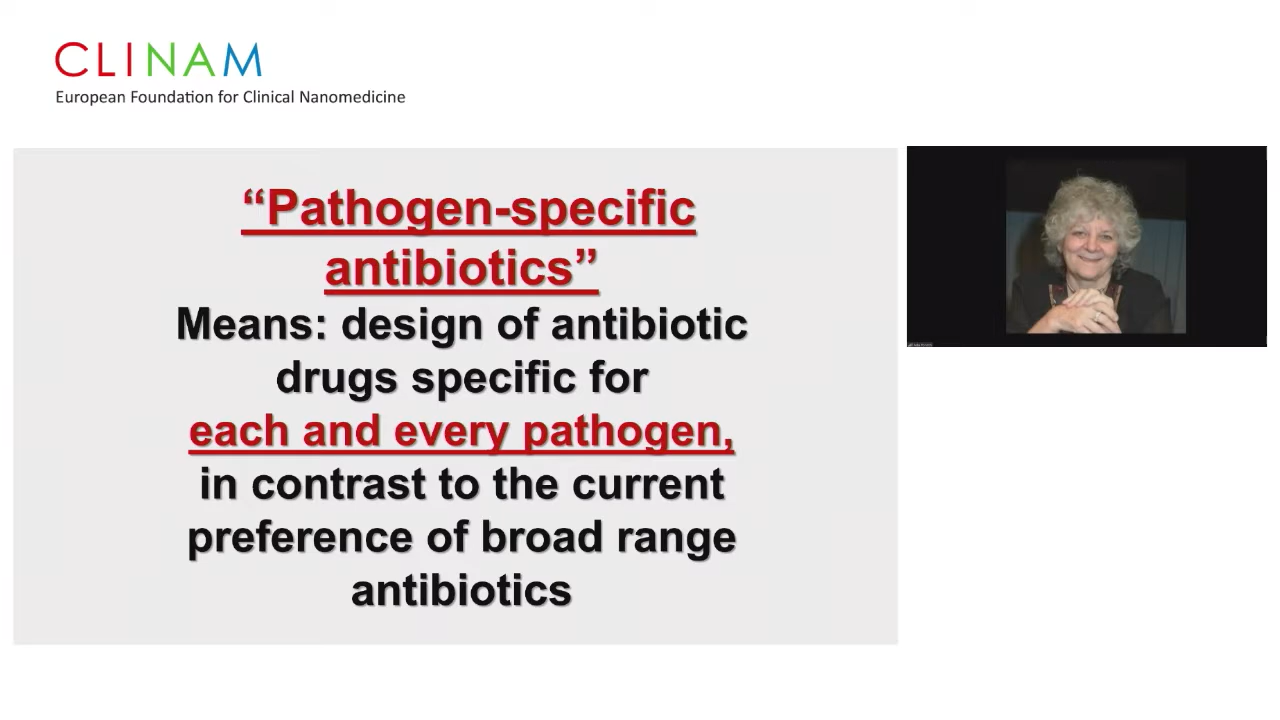 CLINAM
European Foundation for Clinical Nanomedicine
“Pathogen-specific
antibiotics”
Means: design of antibiotic
drugs specific for
each and every pathogen,
in contrast to the current
preference of broad range
antibiotics